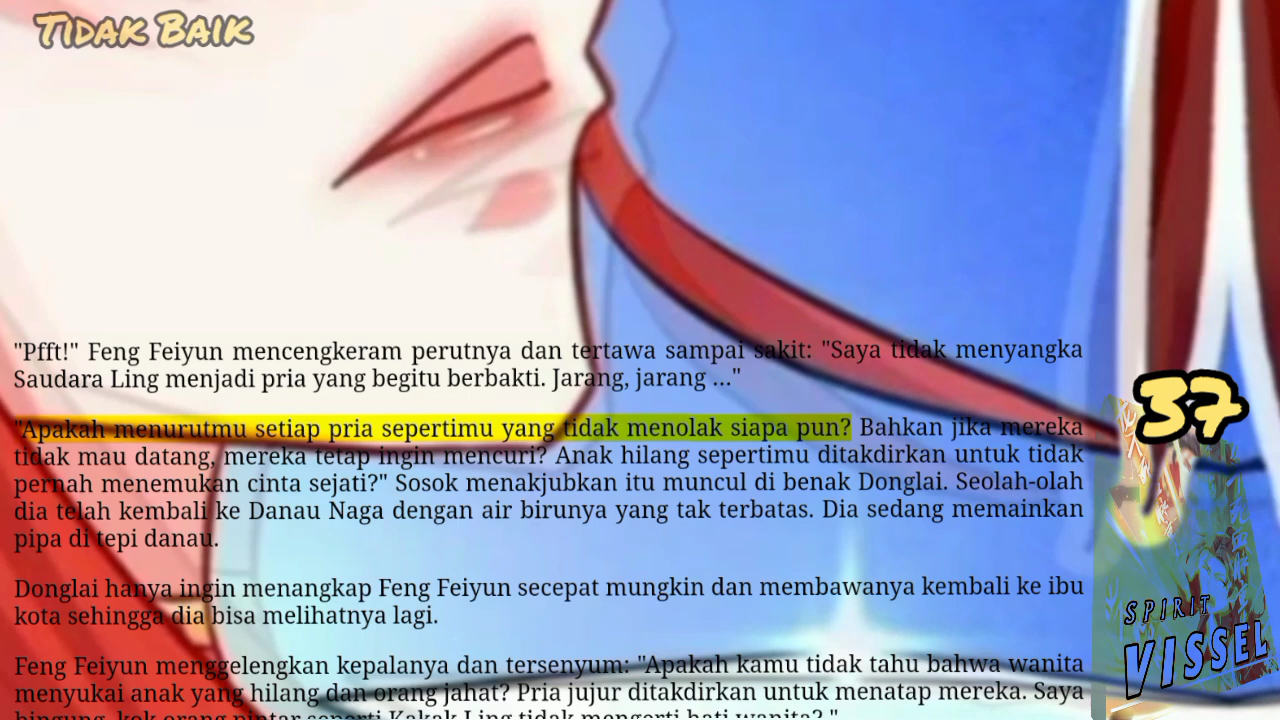 Tidak Baik
"Pfft!" Feng Feiyun mencengkeram perutnya dan tertawa sampai sakit: "Saya tidak menyangka
Saudara Ling menjadi pria yang begitu berbakti. Jarang, jarang ..."
"Apakah menurutmu setiap pria sepertimu yang tidak menolak siapa pun? Bahkan jika mereka
tidak mau datang, mereka tetap ingin mencuri? Anak hilang sepertimu ditakdirkan untuk tidak
pernah menemukan cinta sejati?" Sosok menakjubkan itu muncul di benak Donglai. Seolah-olah
dia telah kembali ke Danau Naga dengan air birunya yang tak terbatas. Dia sedang memainkan
pipa di tepi danau.
Donglai hanya ingin menangkap Feng Feiyun secepat mungkin dan membawanya kembali ke ibu
kota sehingga dia bisa melihatnya lagi.
Feng Feiyun menggelengkan kepalanya dan tersenyum: "Apakah kamu tidak tahu bahwa wanita
menyukai anak yang hilang dan orang jahat? Pria jujur ditakdirkan untuk menatap mereka. Saya
bingung, kok orang pintar seperti Kakak Ling tidak mengerti hati wanita? "
37
SPIRIT
VISSEL